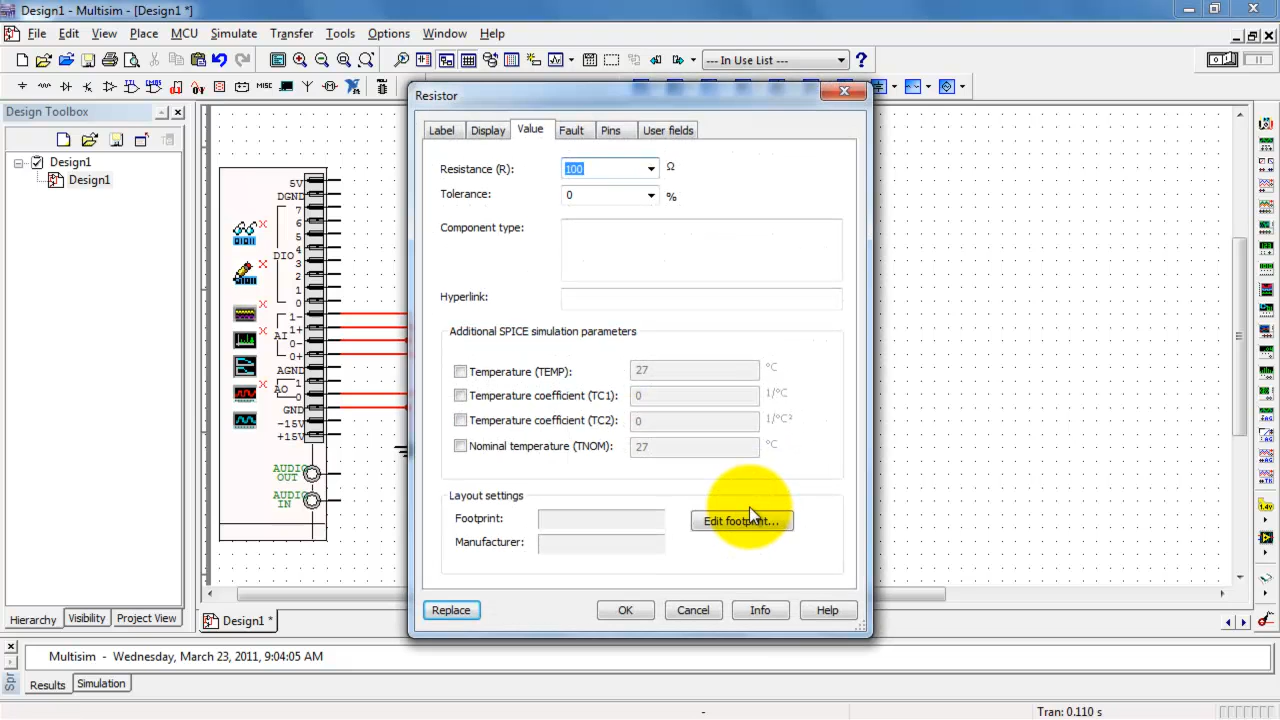 Design1 - Multisim - [Design1 *]
File Edit View Place MCU Simulate Transfer Tools Options Window Help
--- In Use List ---
Design Toolbox
Design1
Design1
5V
DGND
7
6
5
4
DIO
3
2
1
0
1-
1+
AI
0-
0+
AGND
1
AO
0
GND
-15V
+15V
AUDIO
OUT
AUDIO
IN
Resistor
Label Display Value Fault Pins User fields
Resistance (R): 100 Ω
Tolerance: 0 %
Component type:
Hyperlink:
Additional SPICE simulation parameters
Temperature (TEMP): 27 °C
Temperature coefficient (TC1): 0 1/°C
Temperature coefficient (TC2): 0 1/°C²
Nominal temperature (TNOM): 27 °C
Layout settings
Footprint: Edit footprint...
Manufacturer:
Replace OK Cancel Info Help
Hierarchy Visibility Project View
Design1 *
Multisim - Wednesday, March 23, 2011, 9:04:05 AM
Spr
Results Simulation
- Tran: 0.110 s